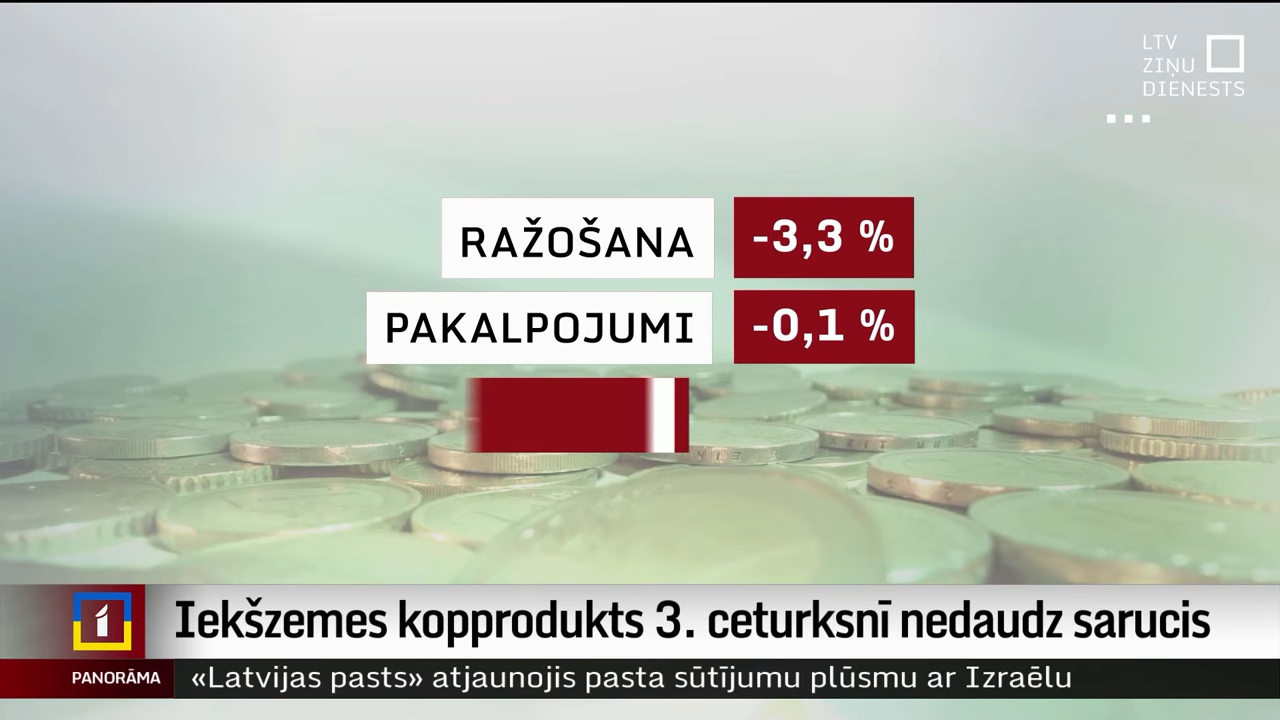 LTV
ZIŅU
DIENESTS
RAŽOŠANA -3,3 %
PAKALPOJUMI -0,1 %
1
Iekšzemes kopprodukts 3. ceturksnī nedaudz sarucis
PANORĀMA «Latvijas pasts» atjaunojis pasta sūtījumu plūsmu ar Izraēlu